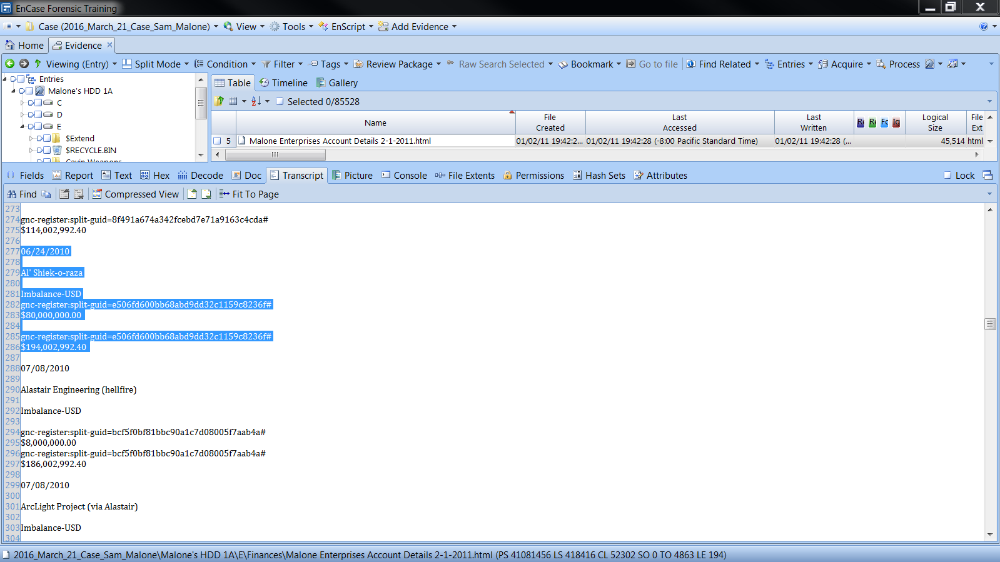 EnCase Forensic Training
Case (2016_March_21_Case_Sam_Malone) View Tools EnScript Add Evidence
Home Evidence
Viewing (Entry) Split Mode Condition Filter Tags Review Package Raw Search Selected Bookmark Go to file Find Related Entries Acquire Process
Entries
Malone's HDD 1A
C
D
E
$Extend
$RECYCLE.BIN
Gavin Weapons
Table Timeline Gallery
Selected 0/85528
Name File Created Last Accessed Last Written Re Re Fo Ig Logical Size File Ext
5 Malone Enterprises Account Details 2-1-2011.html 01/02/11 19:42:2... 01/02/11 19:42:28 (-8:00 Pacific Standard Time) 01/02/11 19:42:28 (... 45,514 html
Fields Report Text Hex Decode Doc Transcript Picture Console File Extents Permissions Hash Sets Attributes Lock
Find Compressed View Fit To Page
273
274 gnc-register:split-guid=8f491a674a342fcebd7e71a9163c4cda#
275 $114,002,992.40
276
277 06/24/2010
278
279 Al' Shiek-o-raza
280
281 Imbalance-USD
282 gnc-register:split-guid=e506fd600bb68abd9dd32c1159c8236f#
283 $80,000,000.00
284
285 gnc-register:split-guid=e506fd600bb68abd9dd32c1159c8236f#
286 $194,002,992.40
287
288 07/08/2010
289
290 Alastair Engineering (hellfire)
291
292 Imbalance-USD
293
294 gnc-register:split-guid=bcf5f0bf81bbc90a1c7d08005f7aab4a#
295 $8,000,000.00
296 gnc-register:split-guid=bcf5f0bf81bbc90a1c7d08005f7aab4a#
297 $186,002,992.40
298
299 07/08/2010
300
301 ArcLight Project (via Alastair)
302
303 Imbalance-USD
304
2016_March_21_Case_Sam_Malone\Malone's HDD 1A\E\Finances\Malone Enterprises Account Details 2-1-2011.html (PS 41081456 LS 418416 CL 52302 SO 0 TO 4863 LE 194)